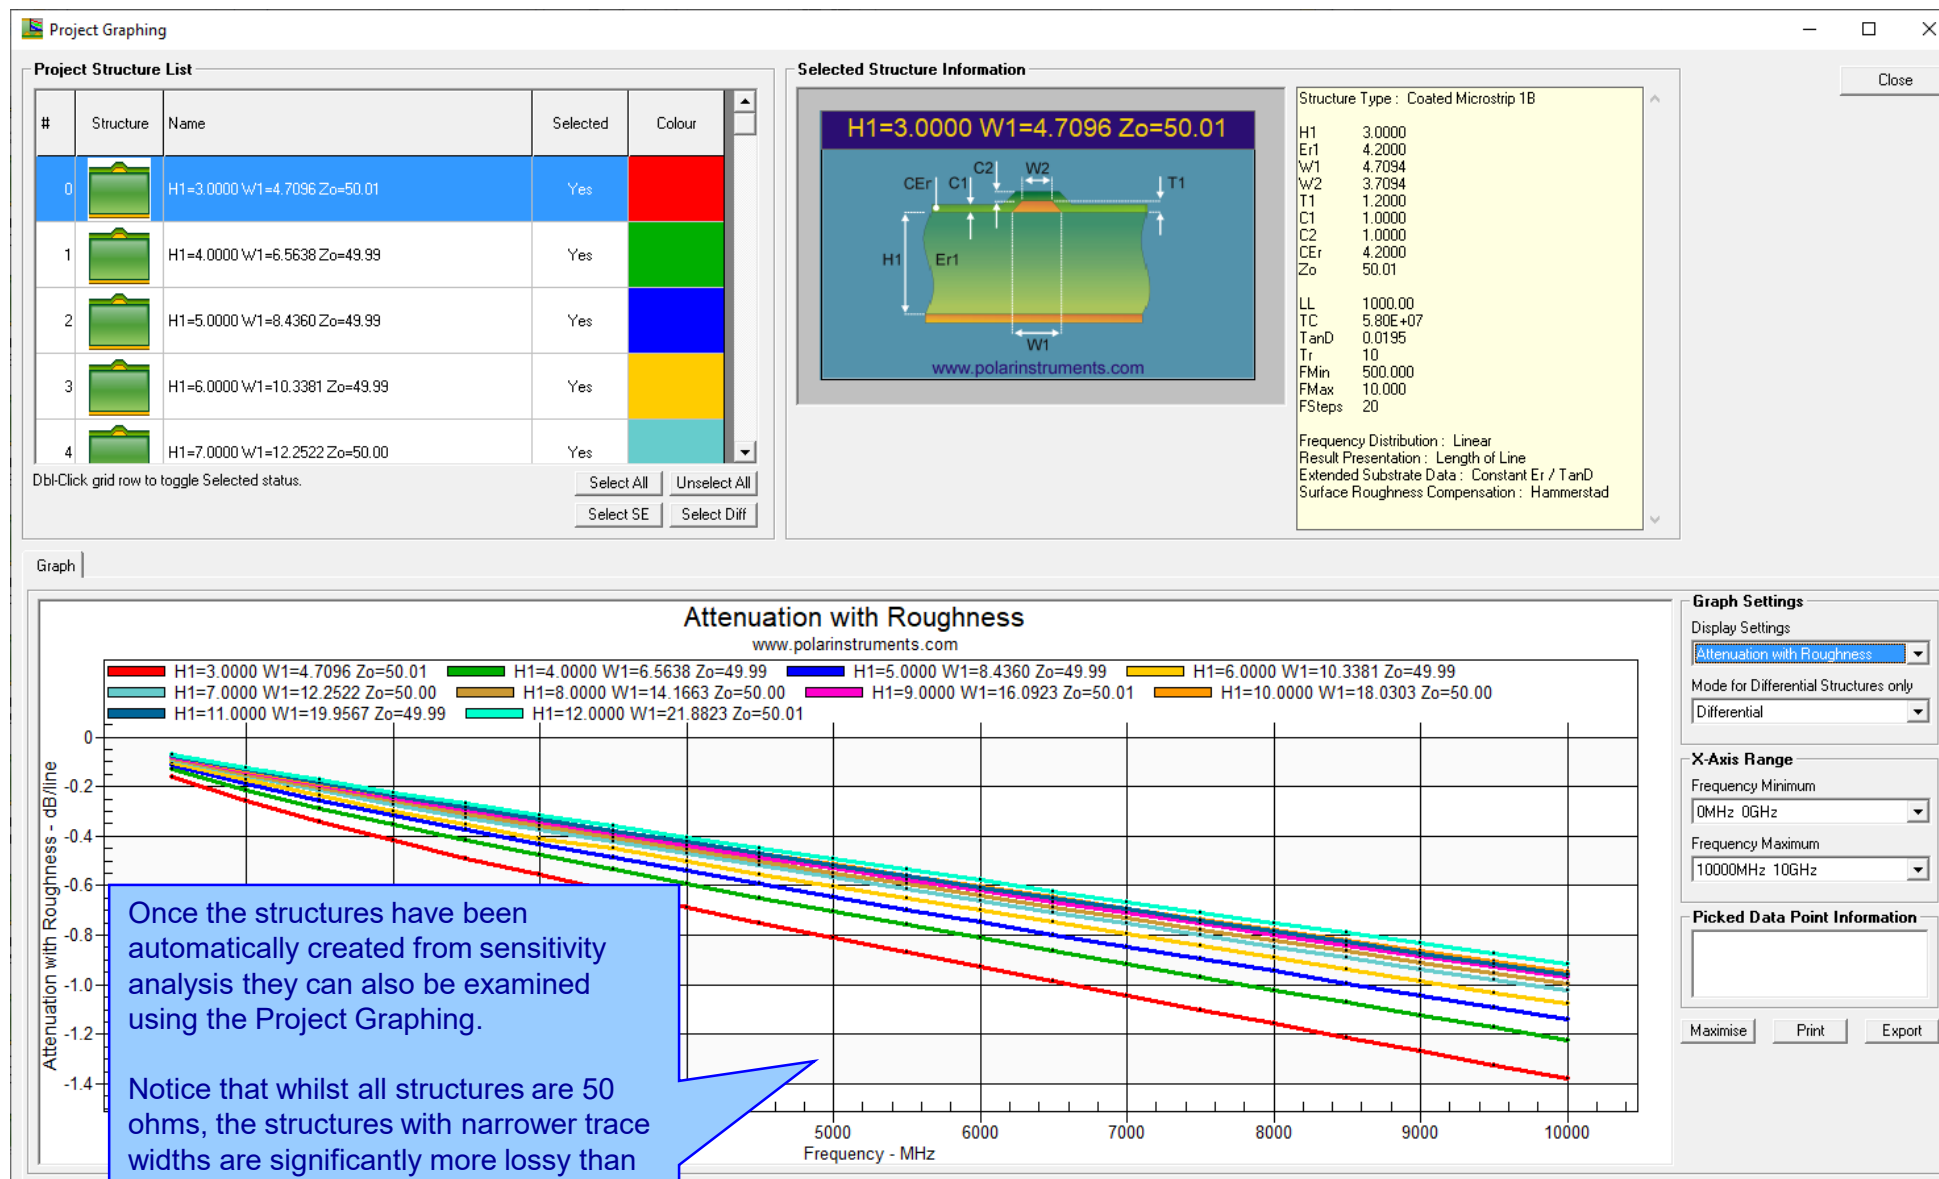 Project Graphing
Project Structure List
# Structure Name Selected Colour
0 H1=3.0000 W1=4.7096 Zo=50.01 Yes
1 H1=4.0000 W1=6.5638 Zo=49.99 Yes
2 H1=5.0000 W1=8.4360 Zo=49.99 Yes
3 H1=6.0000 W1=10.3381 Zo=49.99 Yes
4 H1=7.0000 W1=12.2522 Zo=50.00 Yes
Dbl-Click grid row to toggle Selected status.
Select All Unselect All
Select SE Select Diff
Selected Structure Information
H1=3.0000 W1=4.7096 Zo=50.01
C2 W2
CEr C1 T1
H1 Er1
W1
www.polarinstruments.com
Structure Type : Coated Microstrip 1B
H1 3.0000
Er1 4.2000
W1 4.7094
W2 3.7094
T1 1.2000
C1 1.0000
C2 1.0000
CEr 4.2000
Zo 50.01
LL 1000.00
TC 5.80E+07
TanD 0.0195
Tr 10
FMin 500.000
FMax 10.000
FSteps 20
Frequency Distribution : Linear
Result Presentation : Length of Line
Extended Substrate Data : Constant Er / TanD
Surface Roughness Compensation : Hammerstad
Close
Graph
Attenuation with Roughness
www.polarinstruments.com
H1=3.0000 W1=4.7096 Zo=50.01 H1=4.0000 W1=6.5638 Zo=49.99 H1=5.0000 W1=8.4360 Zo=49.99 H1=6.0000 W1=10.3381 Zo=49.99
H1=7.0000 W1=12.2522 Zo=50.00 H1=8.0000 W1=14.1663 Zo=50.00 H1=9.0000 W1=16.0923 Zo=50.01 H1=10.0000 W1=18.0303 Zo=50.00
H1=11.0000 W1=19.9567 Zo=49.99 H1=12.0000 W1=21.8823 Zo=50.01
Attenuation with Roughness - dB/line
0
-0.2
-0.4
-0.6
-0.8
-1.0
-1.2
-1.4
5000 6000 7000 8000 9000 10000
Frequency - MHz
Once the structures have been
automatically created from sensitivity
analysis they can also be examined
using the Project Graphing.
Notice that whilst all structures are 50
ohms, the structures with narrower trace
widths are significantly more lossy than
Graph Settings
Display Settings
Attenuation with Roughness
Mode for Differential Structures only
Differential
X-Axis Range
Frequency Minimum
0MHz 0GHz
Frequency Maximum
10000MHz 10GHz
Picked Data Point Information
Maximise Print Export